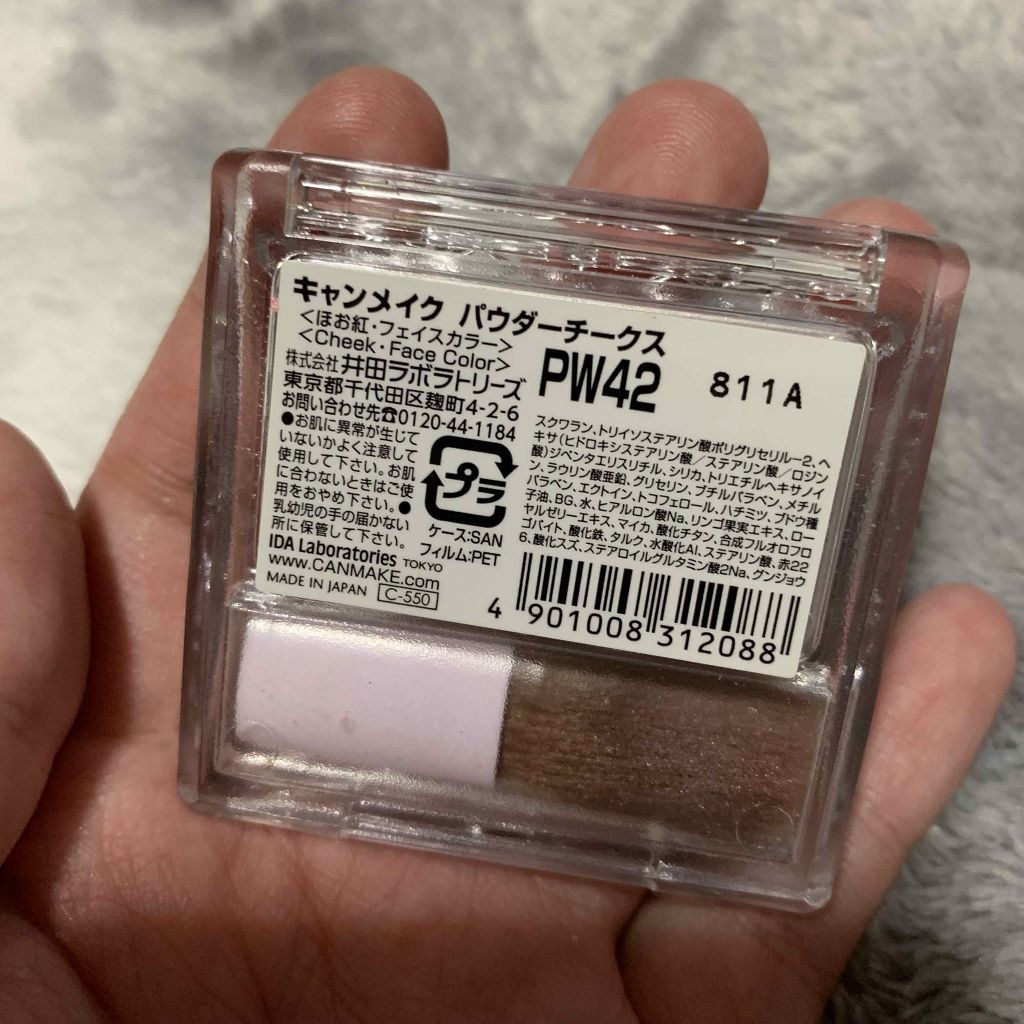 キャンメイク パウダーチークス
<ほお紅・フェイスカラー>
<Cheek・Face Color>
PW42
811A
株式会社 井田ラボラトリーズ
東京都千代田区麹町4-2-6
お問い合わせ先☎0120-44-1184
●お肌に異常が生じて
いないかよく注意して
使用して下さい。お肌
に合わないときはご使
用をおやめ下さい。●
乳幼児の手の届かない
所に保管して下さい。
プラ
ケース:SAN
フィルム:PET
IDA Laboratories TOKYO
www.CANMAKE.com
MADE IN JAPAN C-550
スクワラン、トリイソステアリン酸ポリグリセリル-2、ヘ
キサ(ヒドロキシステアリン酸/ステアリン酸/ロジン
酸)ジペンタエリスリチル、シリカ、トリエチルヘキサノイ
ン、ラウリン酸亜鉛、グリセリン、ブチルパラベン、メチル
パラベン、エクトイン、トコフェロール、ハチミツ、ブドウ種
子油、BG、水、ヒアルロン酸Na、リンゴ果実エキス、ロー
ヤルゼリーエキス、マイカ、酸化チタン、合成フルオロフロ
ゴパイト、酸化鉄、タルク、水酸化Al、ステアリン酸、赤22
6、酸化スズ、ステアロイルグルタミン酸2Na、グンジョウ
4 901008 312088